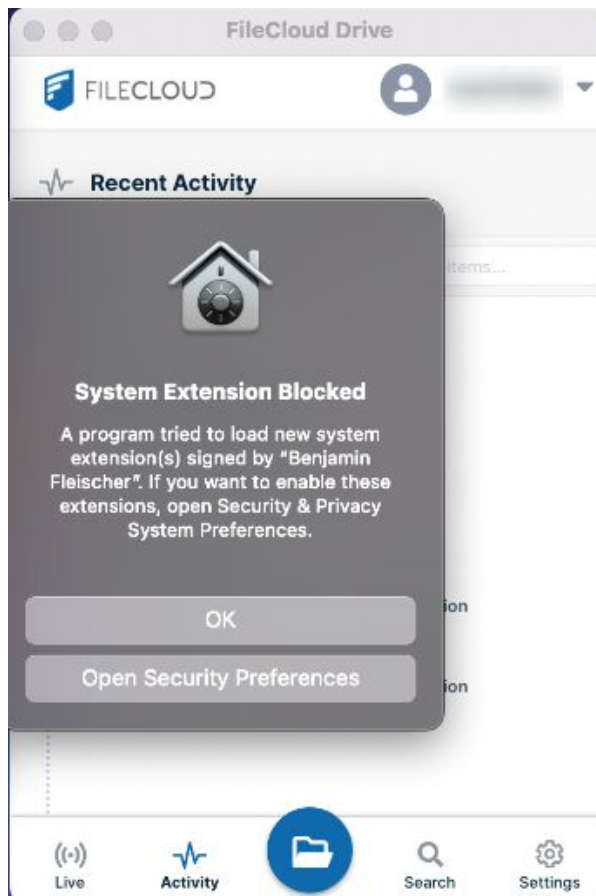 FileCloud Drive
FILECLOUD
Recent Activity
items...
System Extension Blocked
A program tried to load new system
extension(s) signed by "Benjamin
Fleischer". If you want to enable these
extensions, open Security & Privacy
System Preferences.
OK
ion
Open Security Preferences
ion
Live
Activity
Search
Settings